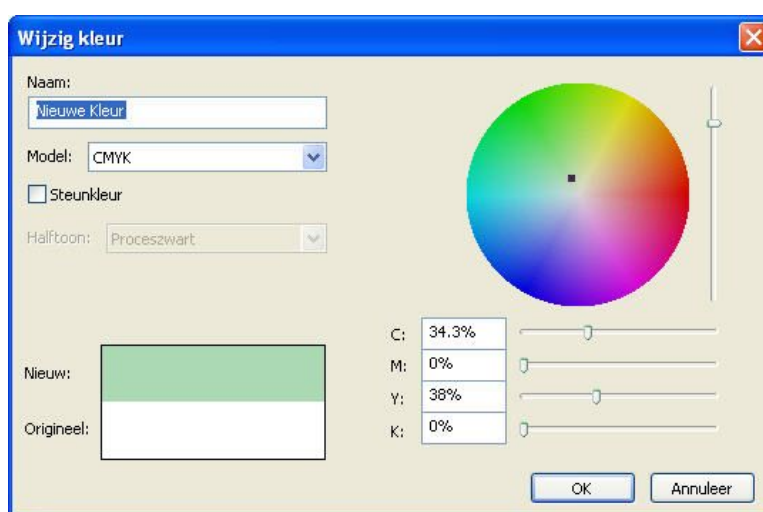 Wijzig kleur
Naam:
Nieuwe Kleur
Model: CMYK
Steunkleur
Halftoon: Proceszwart
Nieuw:
Origineel:
C: 34.3%
M: 0%
Y: 38%
K: 0%
OK Annuleer